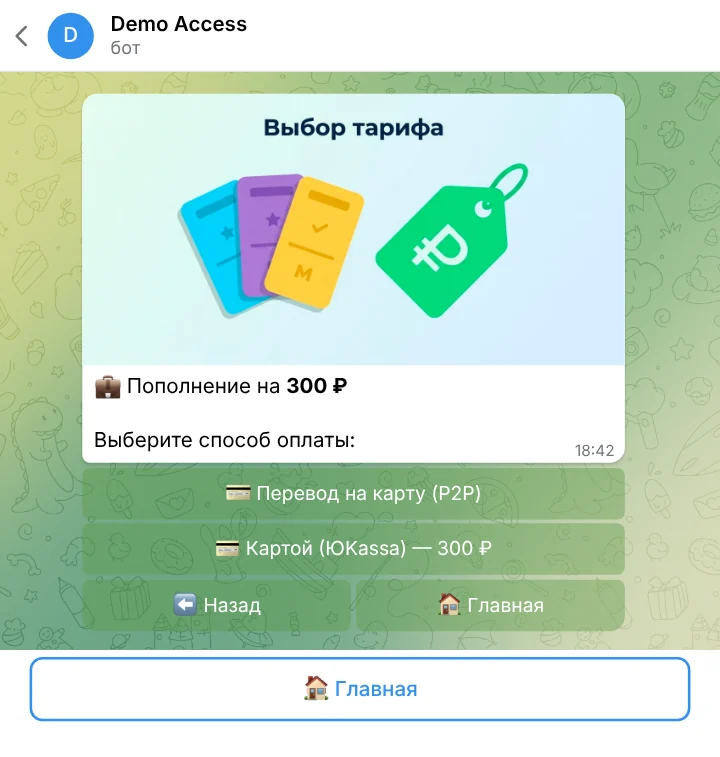 D
Demo Access
бот
Выбор тарифа
M
₽
💼 Пополнение на 300 ₽
Выберите способ оплаты:
18:42
💳 Перевод на карту (P2P)
💳 Картой (ЮKassa) — 300 ₽
⬅️ Назад
🏠 Главная
🏠 Главная